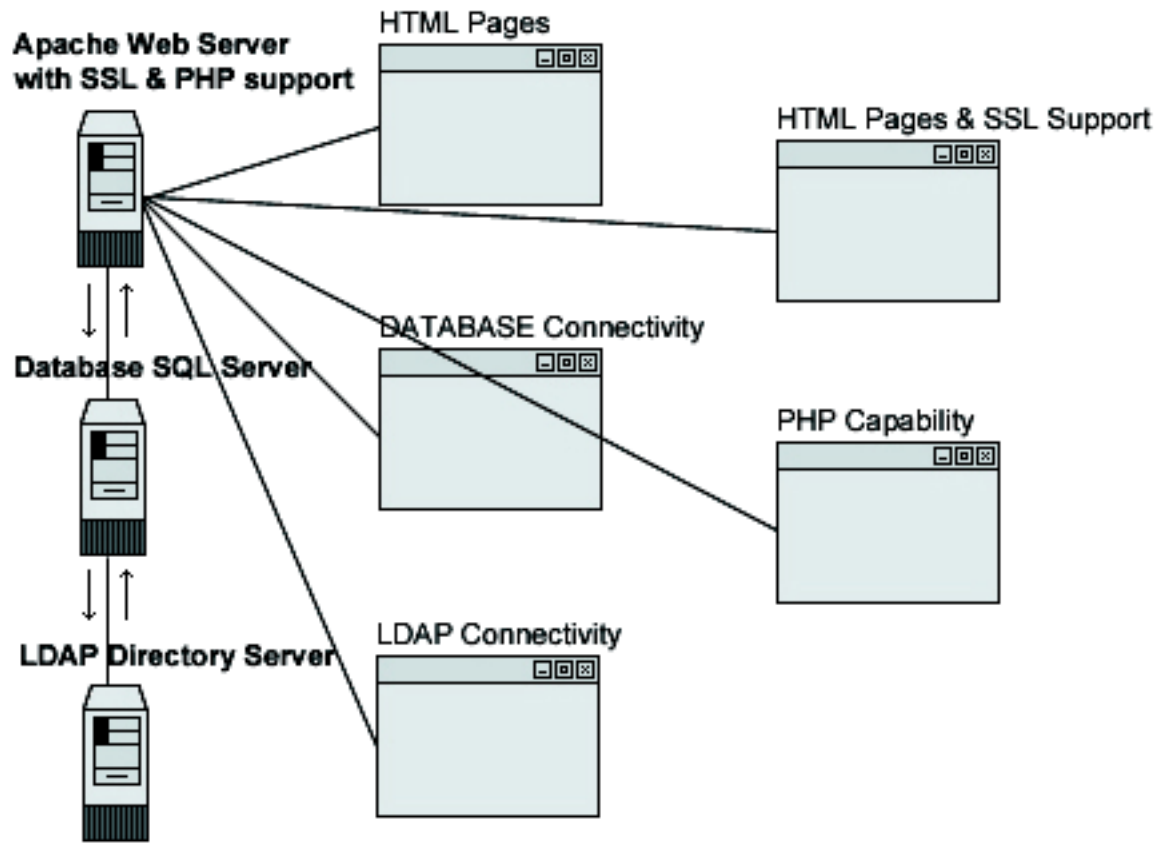 HTML Pages
Apache Web Server
with SSL & PHP support
HTML Pages & SSL Support
DATABASE Connectivity
Database SQL Server
PHP Capability
LDAP Connectivity
LDAP Directory Server